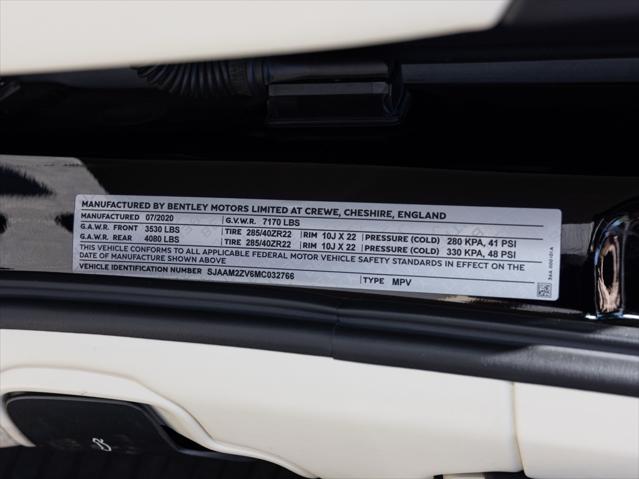 MANUFACTURED BY BENTLEY MOTORS LIMITED AT CREWE, CHESHIRE, ENGLAND
MANUFACTURED 07/2020 G.V.W.R. 7170 LBS
G.A.W.R. FRONT 3530 LBS TIRE 285/40ZR22 RIM 10J X 22 PRESSURE (COLD) 280 KPA, 41 PSI
G.A.W.R. REAR 4080 LBS TIRE 285/40ZR22 RIM 10J X 22 PRESSURE (COLD) 330 KPA, 48 PSI
THIS VEHICLE CONFORMS TO ALL APPLICABLE FEDERAL MOTOR VEHICLE SAFETY STANDARDS IN EFFECT ON THE
DATE OF MANUFACTURE SHOWN ABOVE
VEHICLE IDENTIFICATION NUMBER SJAAM2ZV6MC032766 TYPE MPV